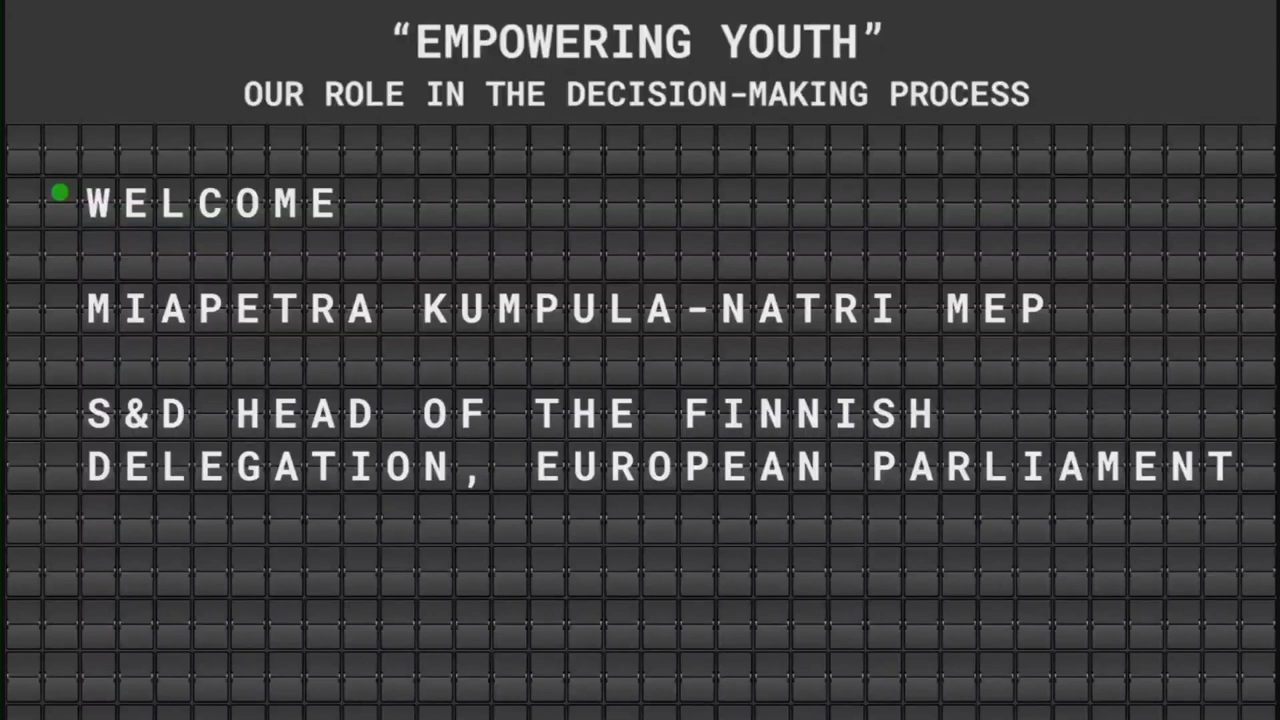 “EMPOWERING YOUTH”
OUR ROLE IN THE DECISION-MAKING PROCESS
WELCOME
MIAPETRA KUMPULA-NATRI MEP
S&D HEAD OF THE FINNISH
DELEGATION, EUROPEAN PARLIAMENT